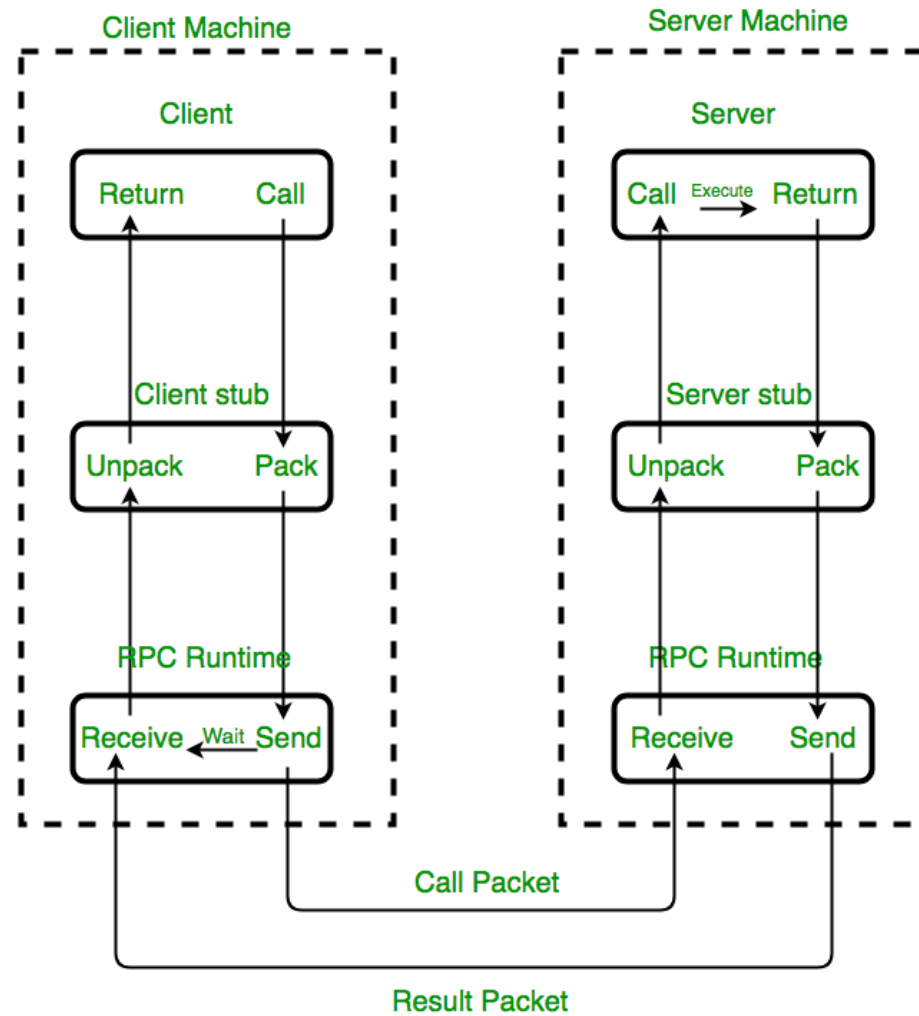 Client Machine
Server Machine
Client
Server
Return Call
Call Execute Return
Client stub
Server stub
Unpack Pack
Unpack Pack
RPC Runtime
RPC Runtime
Receive Wait Send
Receive Send
Call Packet
Result Packet